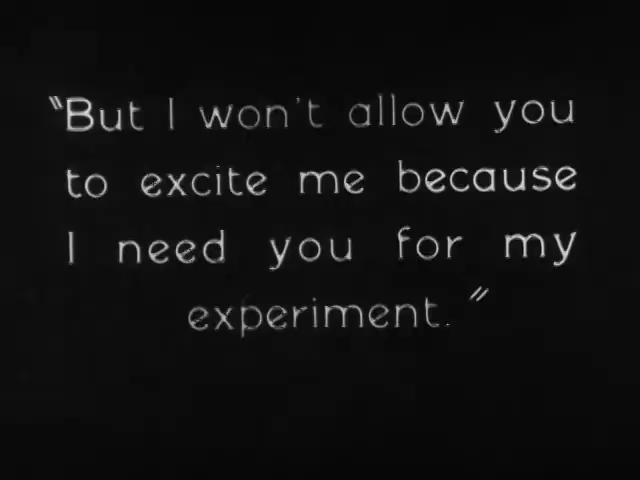 "But I won't allow you
to excite me because
I need you for my
experiment."